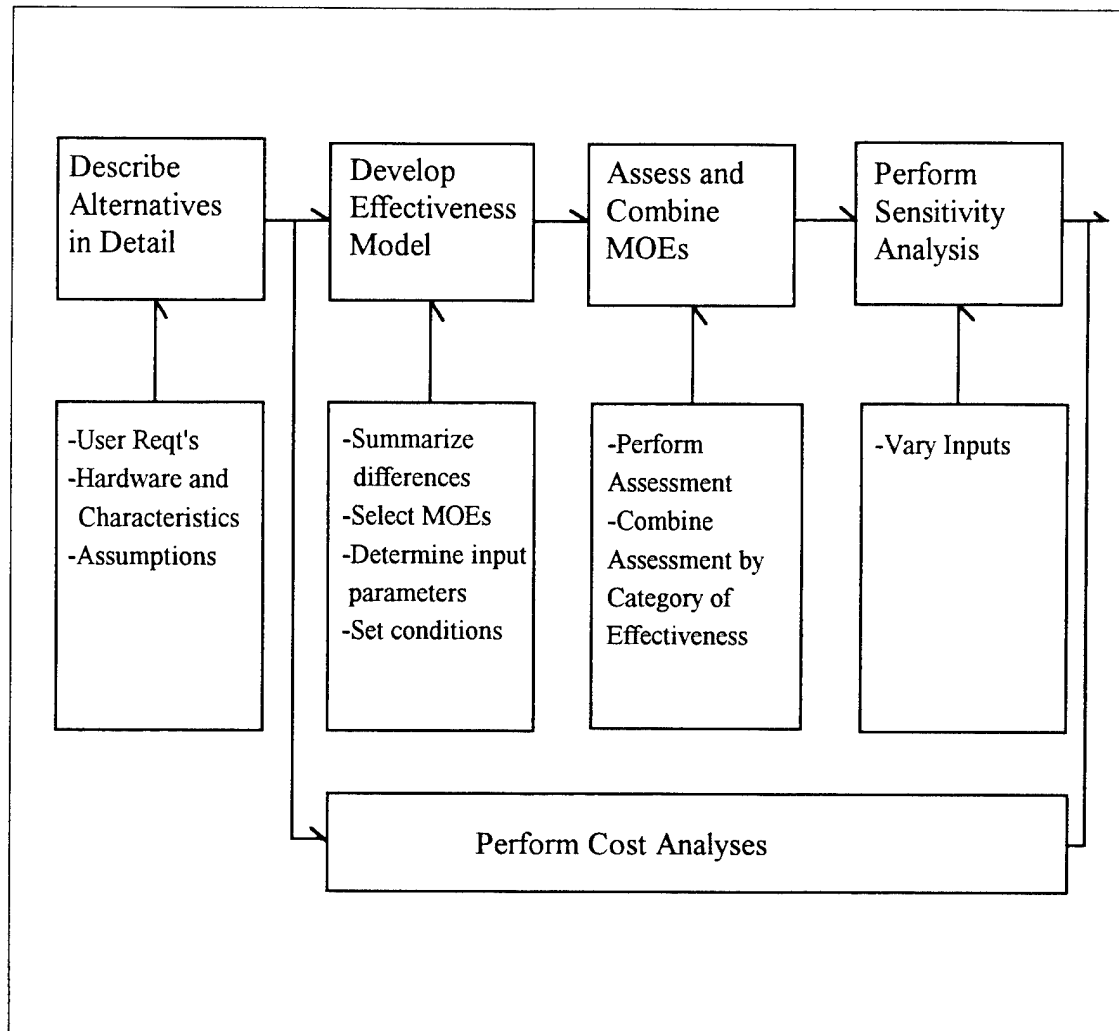 Describe
Alternatives
in Detail
Develop
Effectiveness
Model
Assess and
Combine
MOEs
Perform
Sensitivity
Analysis
-User Reqt's
-Hardware and
Characteristics
-Assumptions
-Summarize
differences
-Select MOEs
-Determine input
parameters
-Set conditions
-Perform
Assessment
-Combine
Assessment by
Category of
Effectiveness
-Vary Inputs
Perform Cost Analyses